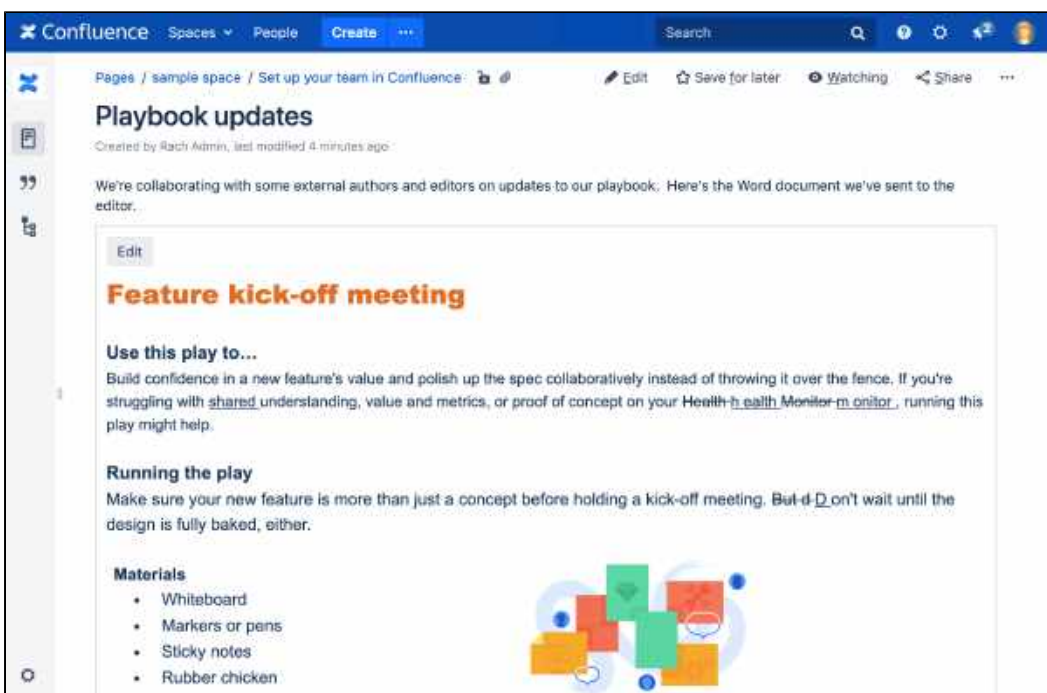 Confluence Spaces People Create ··· Search 2
Pages / sample space / Set up your team in Confluence Edit Save for later Watching Share ···
Playbook updates
Created by Rach Admin, last modified 4 minutes ago
We're collaborating with some external authors and editors on updates to our playbook. Here's the Word document we've sent to the
editor.
Edit
Feature kick-off meeting
Use this play to...
Build confidence in a new feature's value and polish up the spec collaboratively instead of throwing it over the fence. If you're
struggling with shared understanding, value and metrics, or proof of concept on your Health h ealth Monitor m onitor , running this
play might help.
Running the play
Make sure your new feature is more than just a concept before holding a kick-off meeting. But d D on't wait until the
design is fully baked, either.
Materials
• Whiteboard
• Markers or pens
• Sticky notes
• Rubber chicken